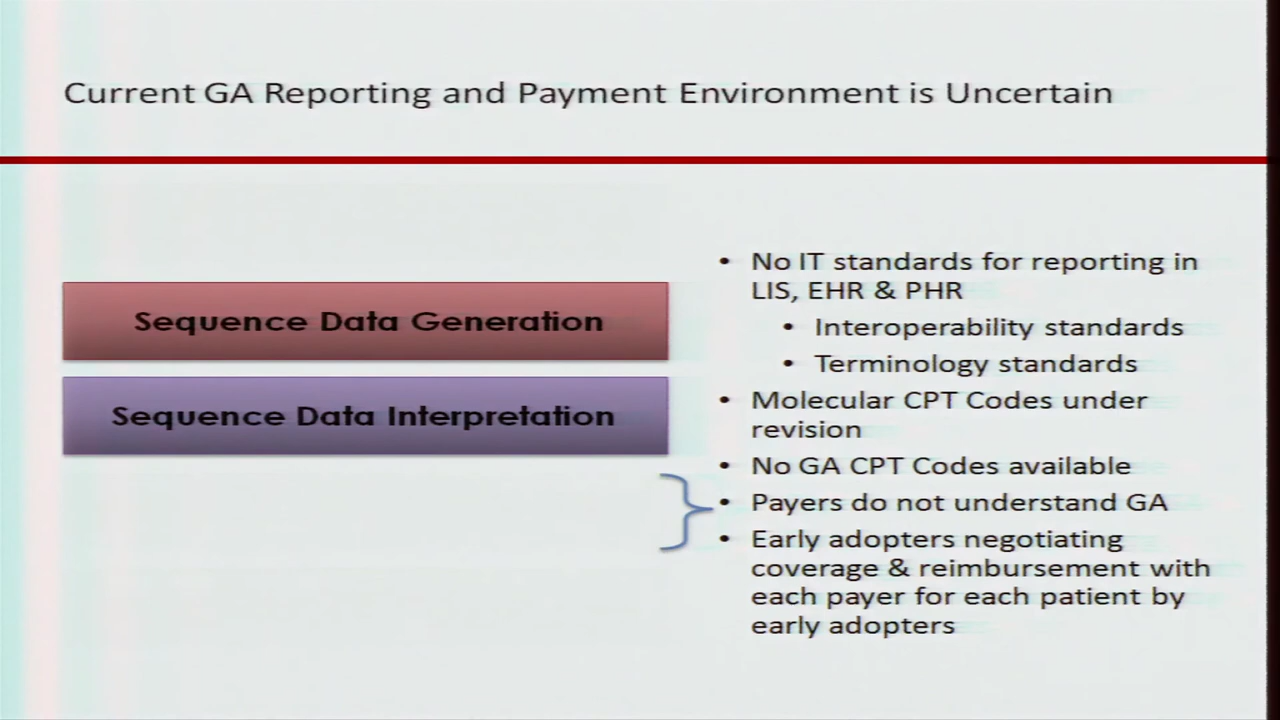 Current GA Reporting and Payment Environment is Uncertain
Sequence Data Generation
Sequence Data Interpretation
• No IT standards for reporting in
LIS, EHR & PHR
• Interoperability standards
• Terminology standards
• Molecular CPT Codes under
revision
• No GA CPT Codes available
• Payers do not understand GA
• Early adopters negotiating
coverage & reimbursement with
each payer for each patient by
early adopters